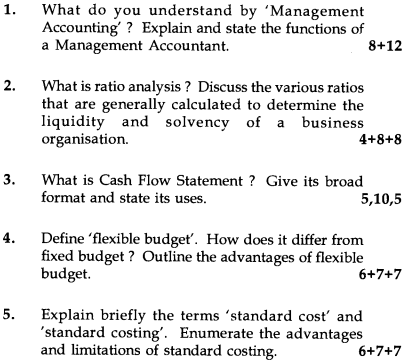 1. What do you understand by 'Management
Accounting' ? Explain and state the functions of
a Management Accountant. 8+12
2. What is ratio analysis ? Discuss the various ratios
that are generally calculated to determine the
liquidity and solvency of a business
organisation. 4+8+8
3. What is Cash Flow Statement ? Give its broad
format and state its uses. 5,10,5
4. Define 'flexible budget'. How does it differ from
fixed budget ? Outline the advantages of flexible
budget. 6+7+7
5. Explain briefly the terms 'standard cost' and
'standard costing'. Enumerate the advantages
and limitations of standard costing. 6+7+7